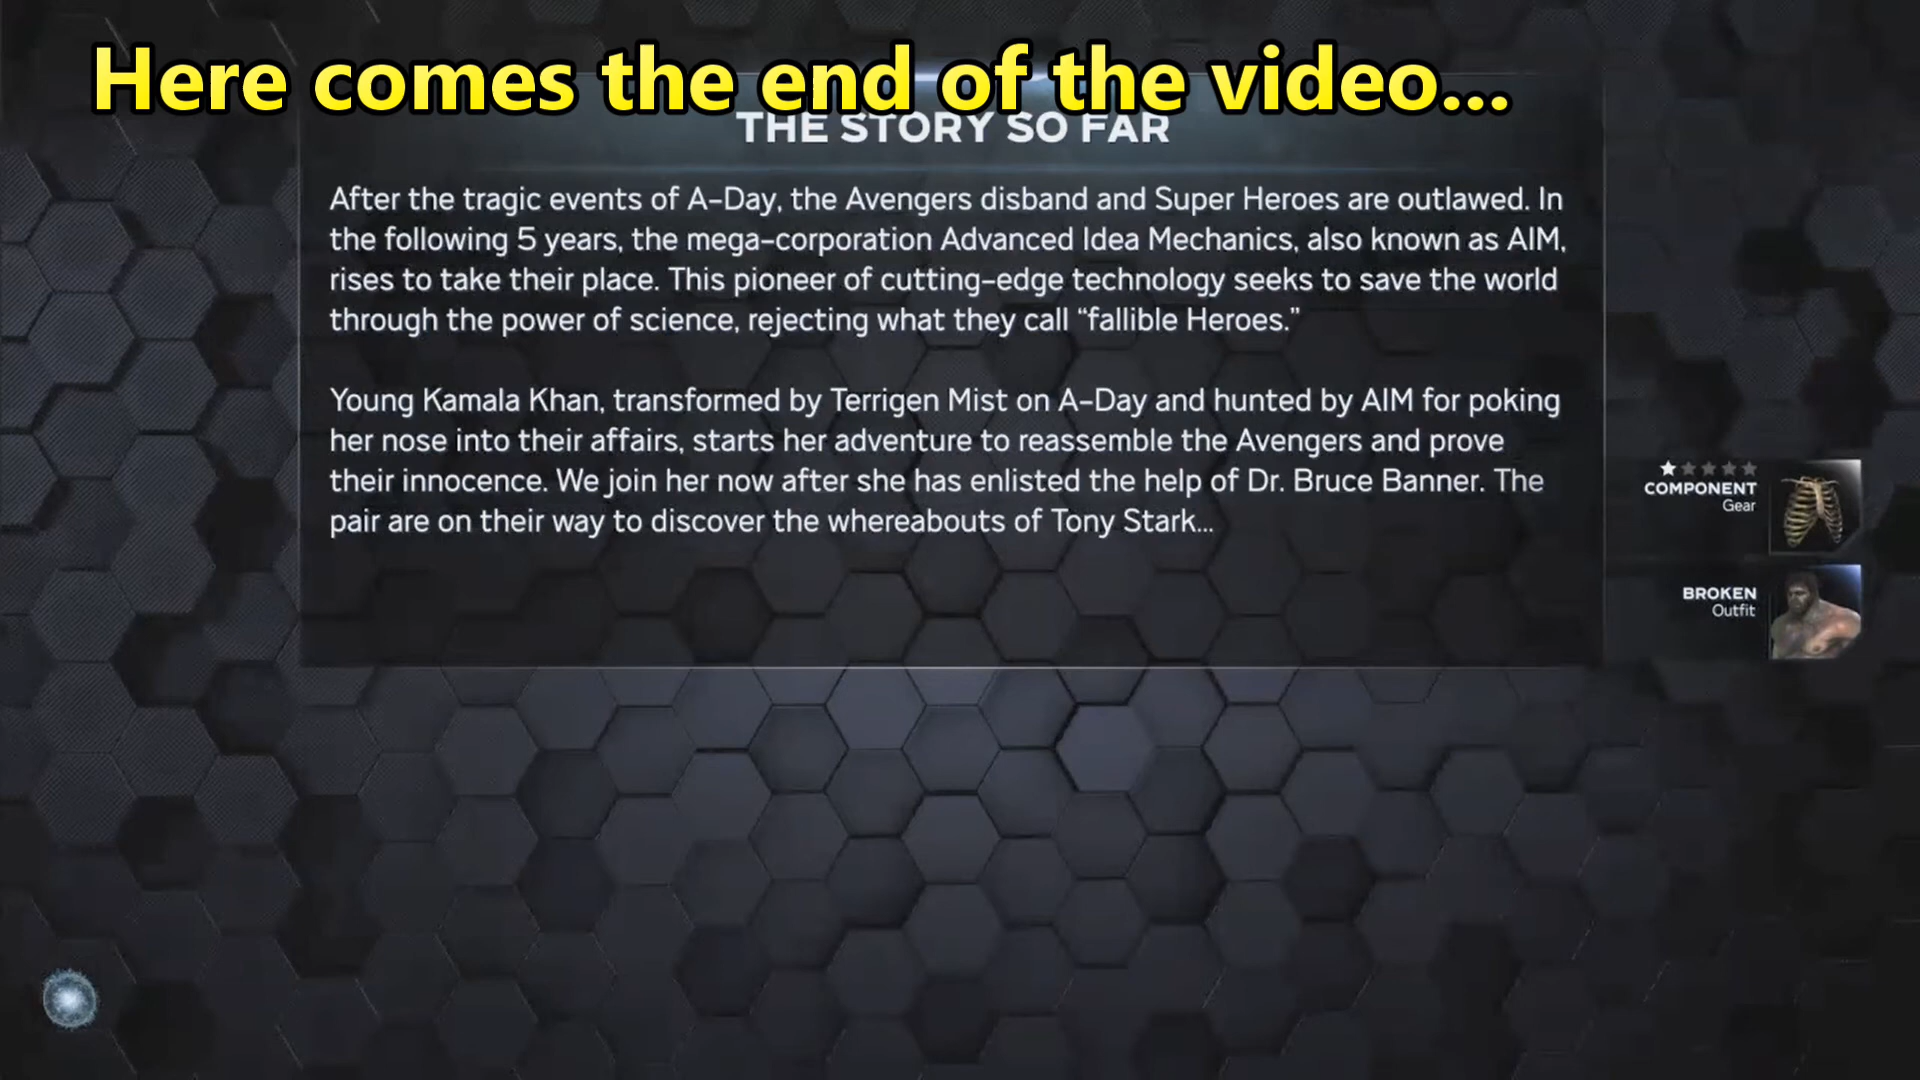 Here comes the end of the video...
THE STORY SO FAR
After the tragic events of A-Day, the Avengers disband and Super Heroes are outlawed. In
the following 5 years, the mega-corporation Advanced Idea Mechanics, also known as AIM,
rises to take their place. This pioneer of cutting-edge technology seeks to save the world
through the power of science, rejecting what they call “fallible Heroes.”
Young Kamala Khan, transformed by Terrigen Mist on A-Day and hunted by AIM for poking
her nose into their affairs, starts her adventure to reassemble the Avengers and prove
their innocence. We join her now after she has enlisted the help of Dr. Bruce Banner. The
pair are on their way to discover the whereabouts of Tony Stark...
COMPONENT
Gear
BROKEN
Outfit